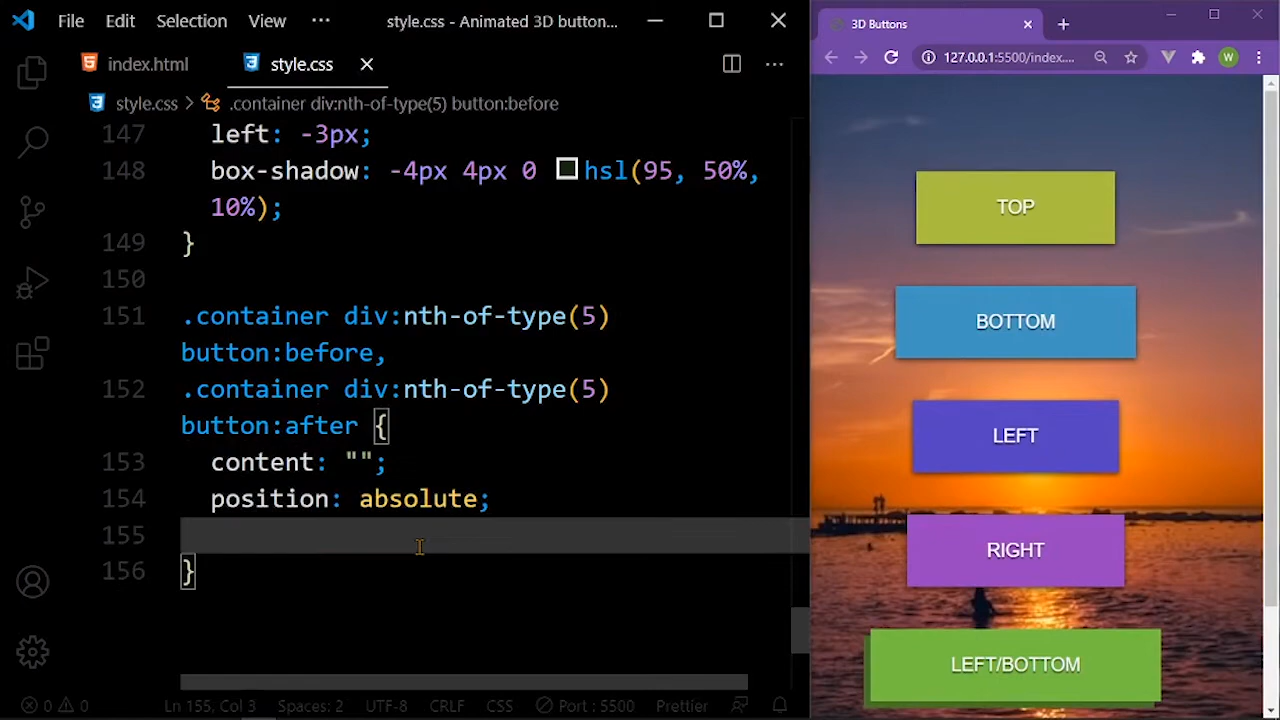 File Edit Selection View ··· style.css - Animated 3D button...
index.html style.css
style.css > .container div:nth-of-type(5) button:before
147 left: -3px;
148 box-shadow: -4px 4px 0 hsl(95, 50%,
10%);
149 }
150
151 .container div:nth-of-type(5)
button:before,
152 .container div:nth-of-type(5)
button:after {
153 content: "";
154 position: absolute;
155
156 }
0 0 Ln 155, Col 3 Spaces: 2 UTF-8 CRLF CSS Port : 5500 Prettier
3D Buttons
127.0.0.1:5500/index.... W
TOP
BOTTOM
LEFT
RIGHT
LEFT/BOTTOM